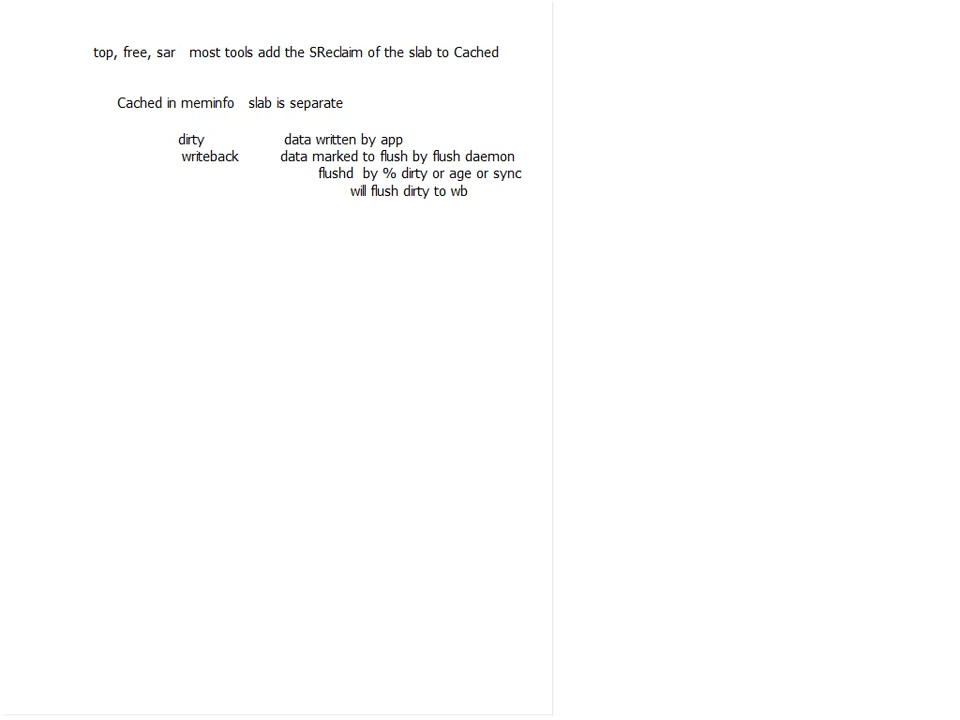 top, free, sar most tools add the SReclaim of the slab to Cached
Cached in meminfo slab is separate
dirty data written by app
writeback data marked to flush by flush daemon
flushd by % dirty or age or sync
will flush dirty to wb